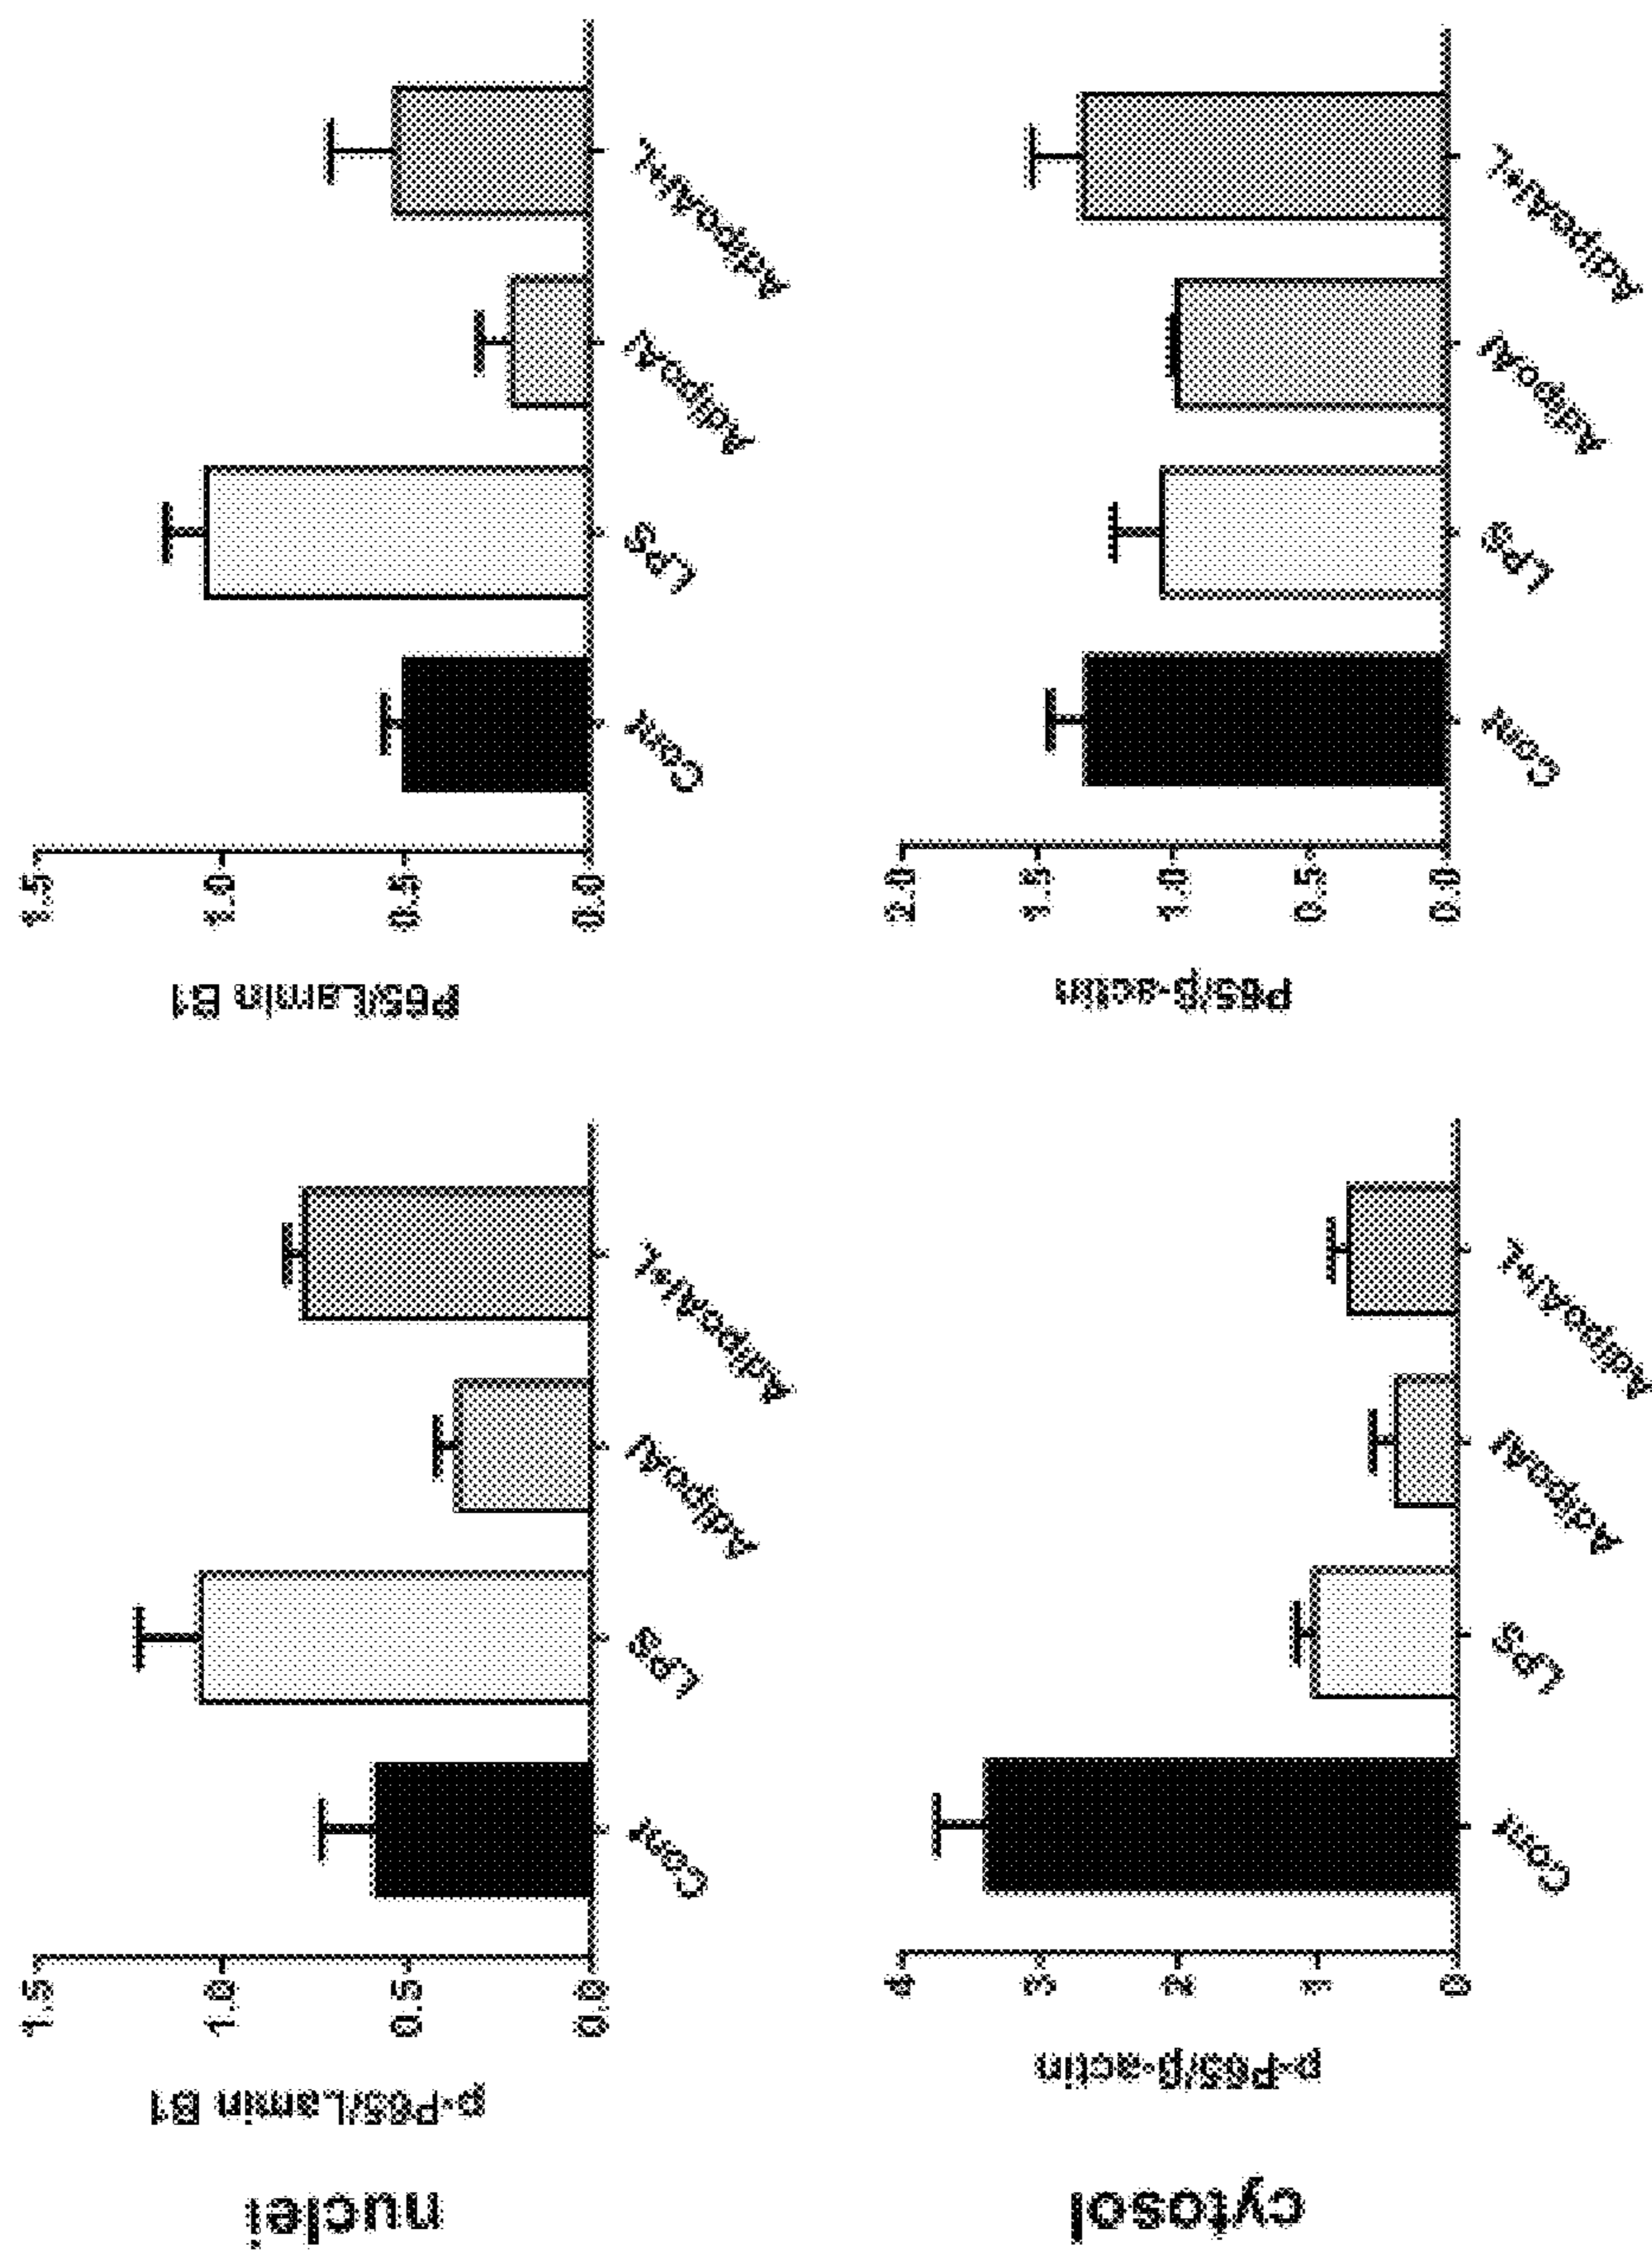 nuclei
p-P65/Lamin B1
1.5
1.0
0.5
0.0
Cont
LPS
AdipoAI
AdipoAI+L
P65/Lamin B1
1.5
1.0
0.5
0.0
Cont
LPS
AdipoAI
AdipoAI+L
cytosol
p-P65/β-actin
4
3
2
1
0
Cont
LPS
AdipoAI
AdipoAI+L
P65/β-actin
2.0
1.5
1.0
0.5
0.0
Cont
LPS
AdipoAI
AdipoAI+L